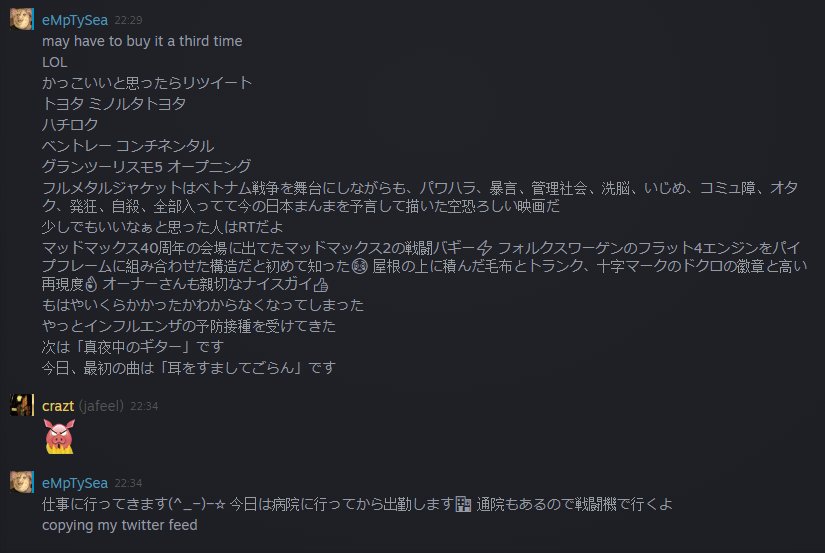 eMpTySea 22:29
may have to buy it a third time
LOL
かっこいいと思ったらリツイート
トヨタ ミノルタトヨタ
ハチロク
ベントレー コンチネンタル
グランツーリスモ5 オープニング
フルメタルジャケットはベトナム戦争を舞台にしながらも、パワハラ、暴言、管理社会、洗脳、いじめ、コミュ障、オタ
ク、発狂、自殺、全部入ってて今の日本まんまを予言して描いた空恐ろしい映画だ
少しでもいいなぁと思った人はRTだよ
マッドマックス40周年の会場に出てたマッドマックス2の戦闘バギー⚡ フォルクスワーゲンのフラット4エンジンをパイ
プフレームに組み合わせた構造だと初めて知った😳 屋根の上に積んだ毛布とトランク、十字マークのドクロの徽章と高い
再現度👌 オーナーさんも親切なナイスガイ👍
もはやいくらかかったかわからなくなってしまった
やっとインフルエンザの予防接種を受けてきた
次は「真夜中のギター」です
今日、最初の曲は「耳をすましてごらん」です
crazt (jafeel) 22:34
eMpTySea 22:34
仕事に行ってきます(^_−)−☆ 今日は病院に行ってから出勤します🏥 通院もあるので戦闘機で行くよ
copying my twitter feed